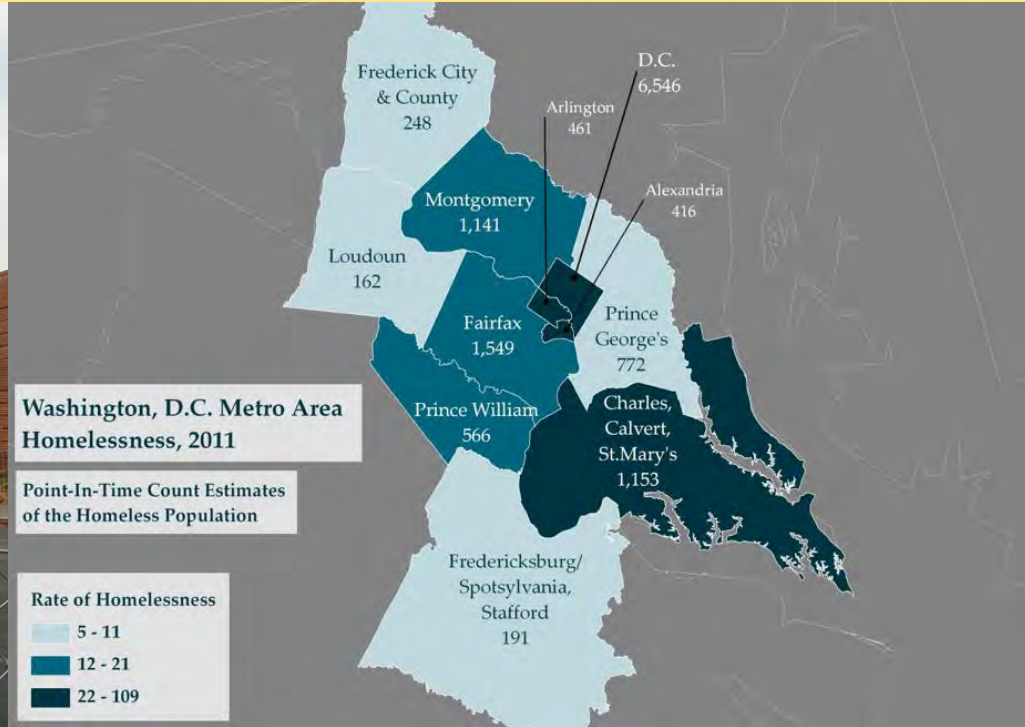 Frederick City
& County
248
D.C.
6,546
Arlington
461
Alexandria
416
Montgomery
1,141
Loudoun
162
Fairfax
1,549
Prince
George's
772
Washington, D.C. Metro Area
Homelessness, 2011
Prince William
566
Charles,
Calvert,
St.Mary's
1,153
Point-In-Time Count Estimates
of the Homeless Population
Fredericksburg/
Spotsylvania,
Stafford
191
Rate of Homelessness
5 - 11
12 - 21
22 - 109